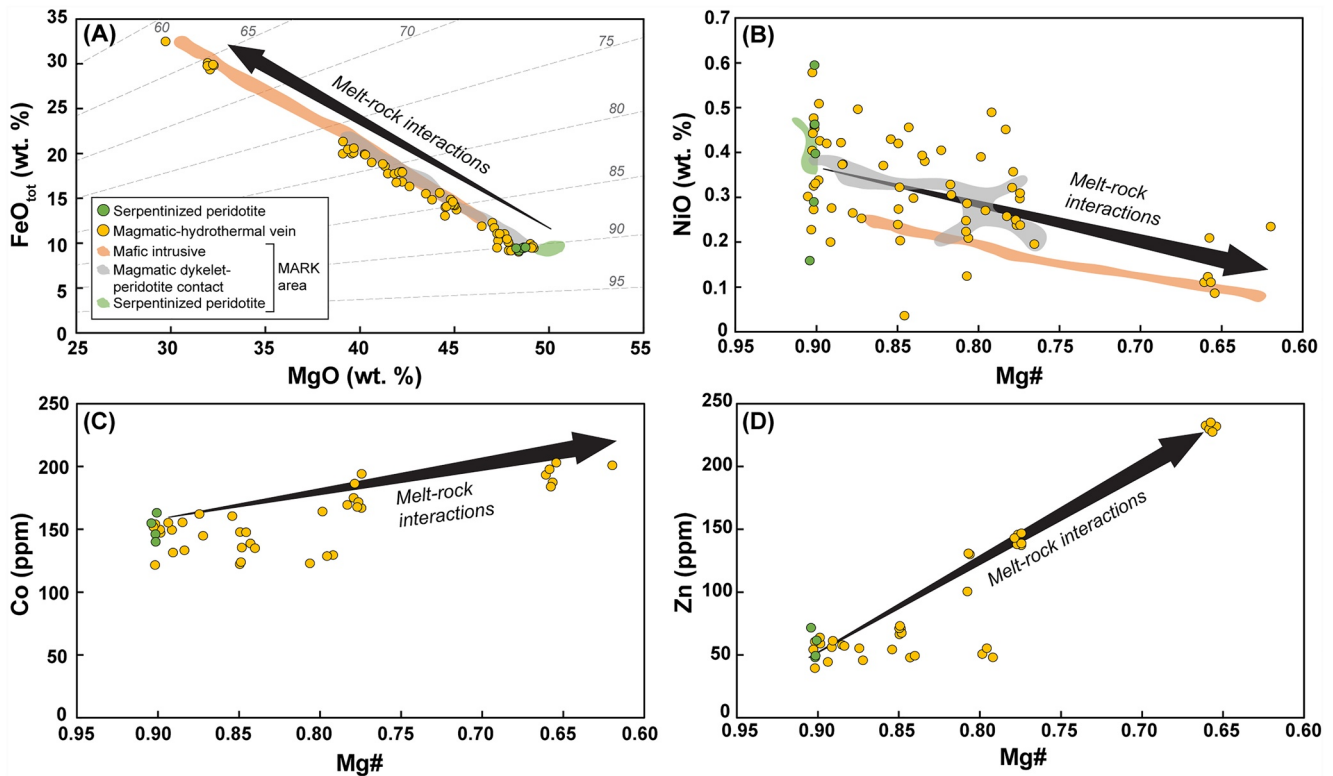 (A)
35
30
25
20
15
10
5
0
FeOtot (wt. %)
60
65
70
75
80
85
90
95
Melt-rock interactions
Serpentinized peridotite
Magmatic-hydrothermal vein
Mafic intrusive
Magmatic dykelet-
peridotite contact
Serpentinized peridotite
MARK
area
25
30
35
40
45
50
55
MgO (wt. %)
(B)
0.7
0.6
0.5
0.4
0.3
0.2
0.1
0
NiO (wt. %)
Melt-rock
interactions
0.95
0.90
0.85
0.80
0.75
0.70
0.65
0.60
Mg#
(C)
250
200
150
100
50
0
Co (ppm)
Melt-rock
interactions
0.95
0.90
0.85
0.80
0.75
0.70
0.65
0.60
Mg#
(D)
250
200
150
100
50
0
Zn (ppm)
Melt-rock interactions
0.95
0.90
0.85
0.80
0.75
0.70
0.65
0.60
Mg#